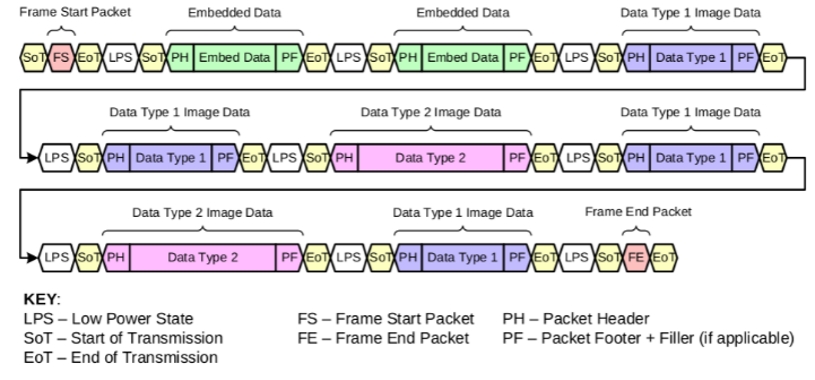 Frame Start Packet Embedded Data Embedded Data Data Type 1 Image Data
SoT FS EoT LPS SoT PH Embed Data PF EoT LPS SoT PH Embed Data PF EoT LPS SoT PH Data Type 1 PF EoT
Data Type 1 Image Data Data Type 2 Image Data Data Type 1 Image Data
LPS SoT PH Data Type 1 PF EoT LPS SoT PH Data Type 2 PF EoT LPS SoT PH Data Type 1 PF EoT
Data Type 2 Image Data Data Type 1 Image Data Frame End Packet
LPS SoT PH Data Type 2 PF EoT LPS SoT PH Data Type 1 PF EoT LPS SoT FE EoT
KEY:
LPS – Low Power State FS – Frame Start Packet PH – Packet Header
SoT – Start of Transmission FE – Frame End Packet PF – Packet Footer + Filler (if applicable)
EoT – End of Transmission